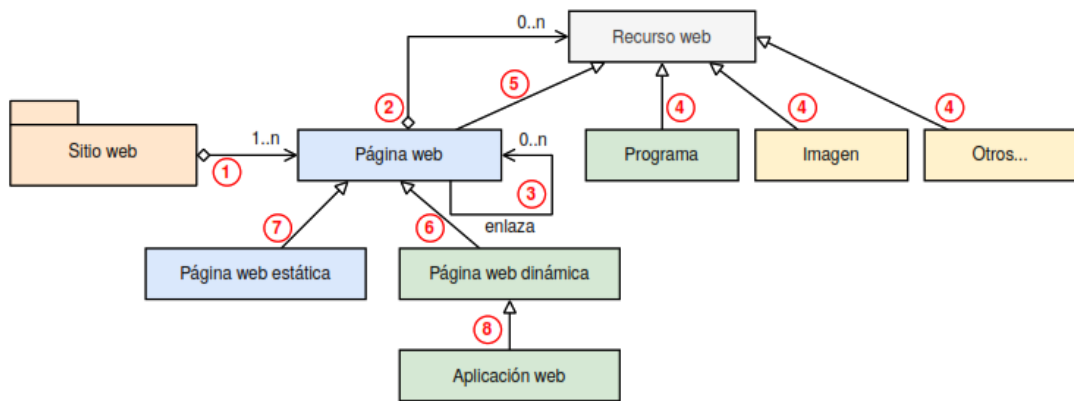 0..n
Recurso web
5
2
4
4
4
1..n
0..n
Sitio web
Página web
Programa
Imagen
Otros...
1
3
enlaza
7
6
Página web estática
Página web dinámica
8
Aplicación web